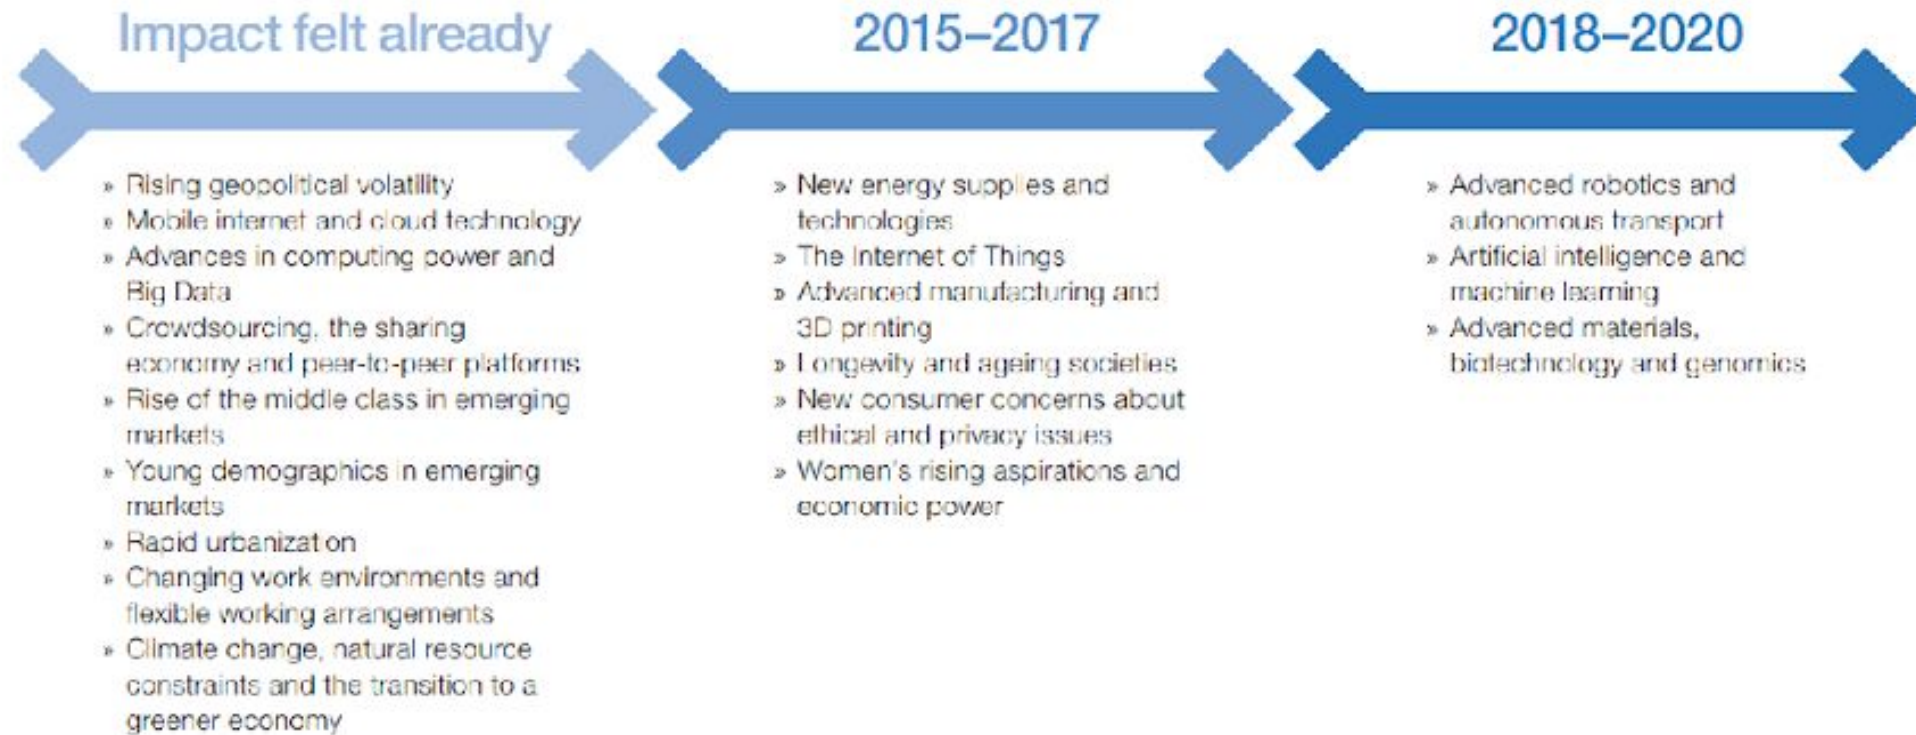 Impact felt already
» Rising geopolitical volatility
» Mobile internet and cloud technology
» Advances in computing power and
Big Data
» Crowdsourcing, the sharing
economy and peer-to-peer platforms
» Rise of the middle class in emerging
markets
» Young demographics in emerging
markets
» Rapid urbanization
» Changing work environments and
flexible working arrangements
» Climate change, natural resource
constraints and the transition to a
greener economy
2015–2017
» New energy supplies and
technologies
» The Internet of Things
» Advanced manufacturing and
3D printing
» Longevity and ageing societies
» New consumer concerns about
ethical and privacy issues
» Women's rising aspirations and
economic power
2018–2020
» Advanced robotics and
autonomous transport
» Artificial intelligence and
machine learning
» Advanced materials,
biotechnology and genomics